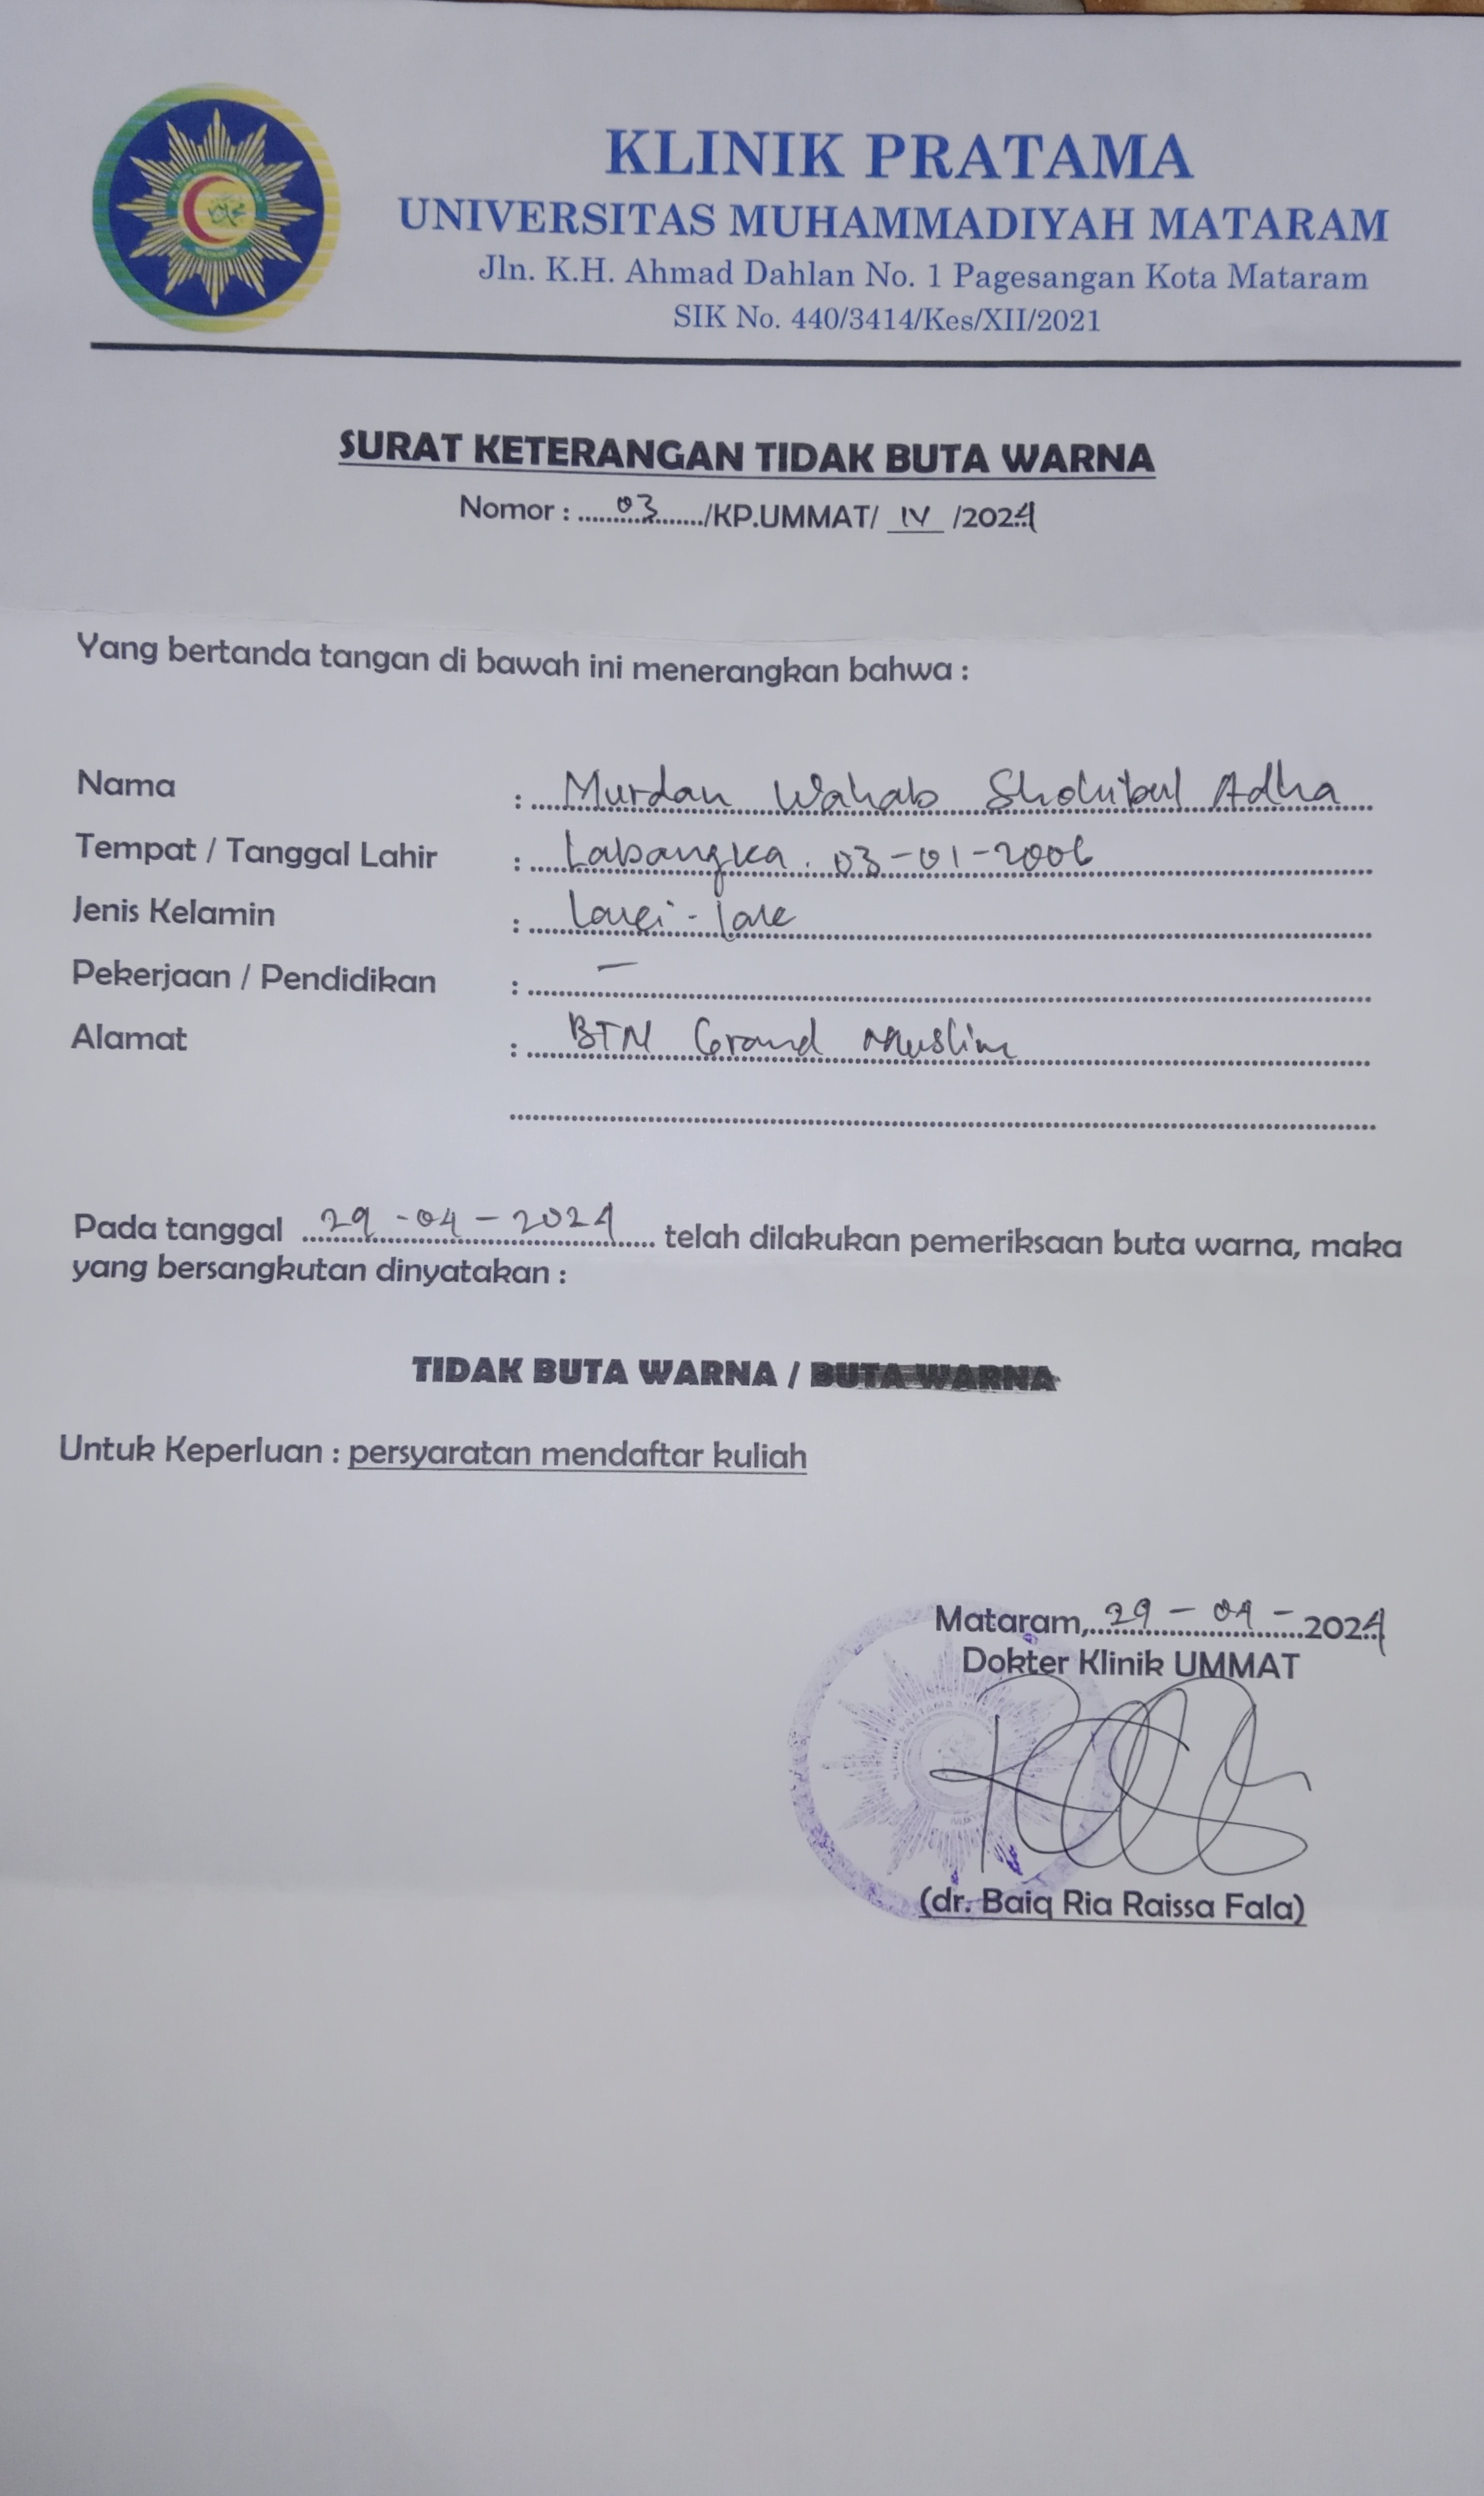 KLINIK PRATAMA
UNIVERSITAS MUHAMMADIYAH MATARAM
Jln. K.H. Ahmad Dahlan No. 1 Pagesangan Kota Mataram
SIK No. 440/3414/Kes/XII/2021
SURAT KETERANGAN TIDAK BUTA WARNA
Nomor : ......03......./KP.UMMAT/ IV /2024
Yang bertanda tangan di bawah ini menerangkan bahwa :
Nama : Murdan Wahab Shohibul Adha
Tempat / Tanggal Lahir : Labangka. 03-01-2006
Jenis Kelamin : Laki-laki
Pekerjaan / Pendidikan : –
Alamat : BTN Grand Muslim
Pada tanggal 29-04-2024 telah dilakukan pemeriksaan buta warna, maka
yang bersangkutan dinyatakan :
TIDAK BUTA WARNA / BUTA WARNA
Untuk Keperluan : persyaratan mendaftar kuliah
Mataram, 29-04-2024
Dokter Klinik UMMAT
(dr. Baiq Ria Raissa Fala)